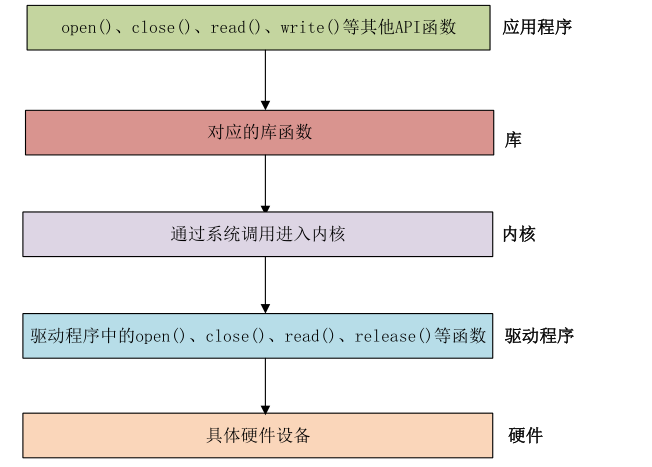 open()、close()、read()、write()等其他API函数 应用程序
对应的库函数 库
通过系统调用进入内核 内核
驱动程序中的open()、close()、read()、release()等函数 驱动程序
具体硬件设备 硬件